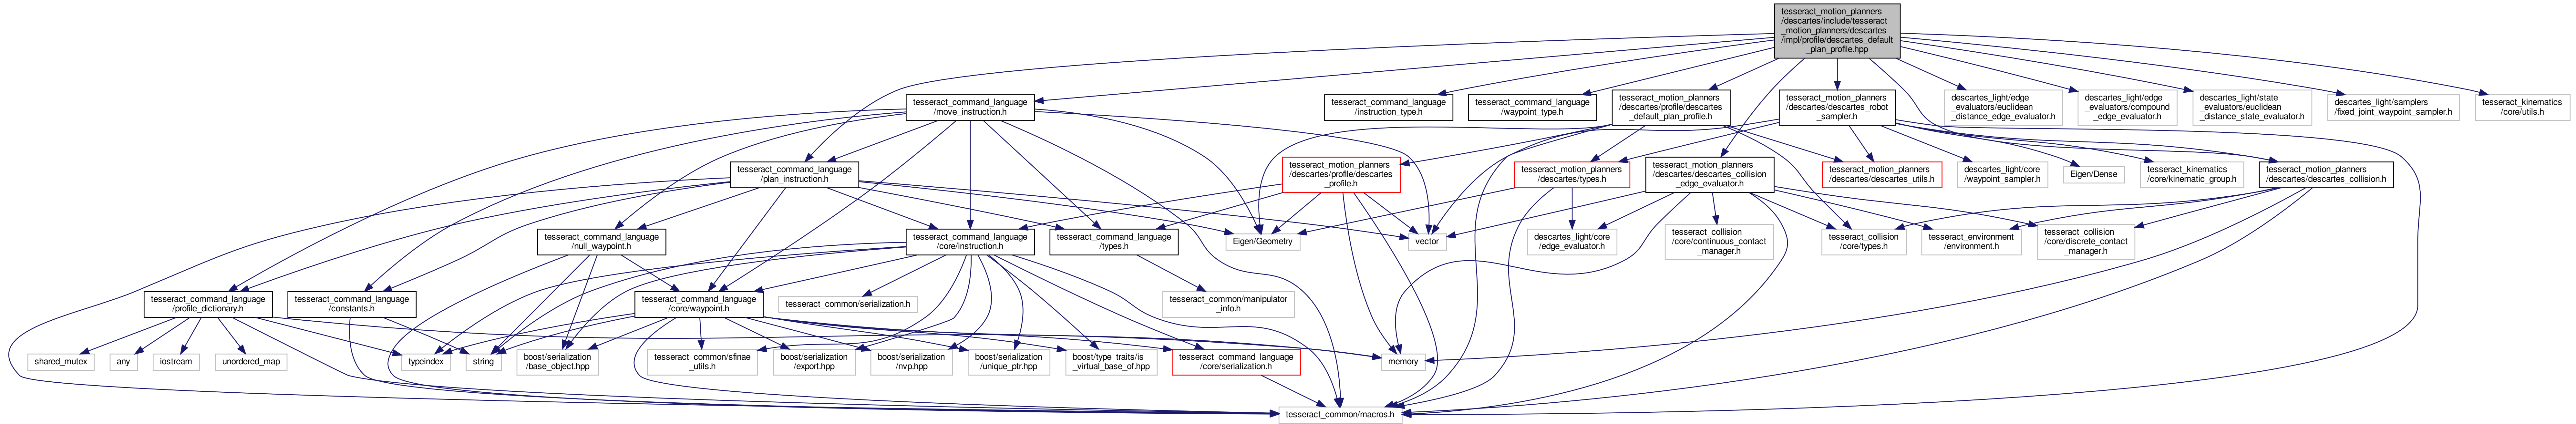 tesseract_motion_planners
/descartes/include/tesseract
_motion_planners/descartes
/impl/profile/descartes_default
_plan_profile.hpp
tesseract_command_language
/move_instruction.h
tesseract_command_language
/instruction_type.h
tesseract_command_language
/waypoint_type.h
tesseract_motion_planners
/descartes/profile/descartes
_default_plan_profile.h
tesseract_motion_planners
/descartes/descartes_robot
_sampler.h
descartes_light/edge
_evaluators/euclidean
_distance_edge_evaluator.h
descartes_light/edge
_evaluators/compound
_edge_evaluator.h
descartes_light/state
_evaluators/euclidean
_distance_state_evaluator.h
descartes_light/samplers
/fixed_joint_waypoint_sampler.h
tesseract_kinematics
/core/utils.h
tesseract_command_language
/plan_instruction.h
tesseract_motion_planners
/descartes/profile/descartes
_profile.h
tesseract_motion_planners
/descartes/types.h
tesseract_motion_planners
/descartes/descartes_collision
_edge_evaluator.h
tesseract_motion_planners
/descartes/descartes_utils.h
descartes_light/core
/waypoint_sampler.h
Eigen/Dense
tesseract_kinematics
/core/kinematic_group.h
tesseract_motion_planners
/descartes/descartes_collision.h
tesseract_command_language
/null_waypoint.h
tesseract_command_language
/core/instruction.h
tesseract_command_language
/types.h
Eigen/Geometry
vector
descartes_light/core
/edge_evaluator.h
tesseract_collision
/core/continuous_contact
_manager.h
tesseract_collision
/core/types.h
tesseract_environment
/environment.h
tesseract_collision
/core/discrete_contact
_manager.h
tesseract_command_language
/profile_dictionary.h
tesseract_command_language
/constants.h
tesseract_command_language
/core/waypoint.h
tesseract_common/serialization.h
tesseract_common/manipulator
_info.h
shared_mutex
any
iostream
unordered_map
typeindex
string
boost/serialization
/base_object.hpp
tesseract_common/sfinae
_utils.h
boost/serialization
/export.hpp
boost/serialization
/nvp.hpp
boost/serialization
/unique_ptr.hpp
boost/type_traits/is
_virtual_base_of.hpp
tesseract_command_language
/core/serialization.h
memory
tesseract_common/macros.h